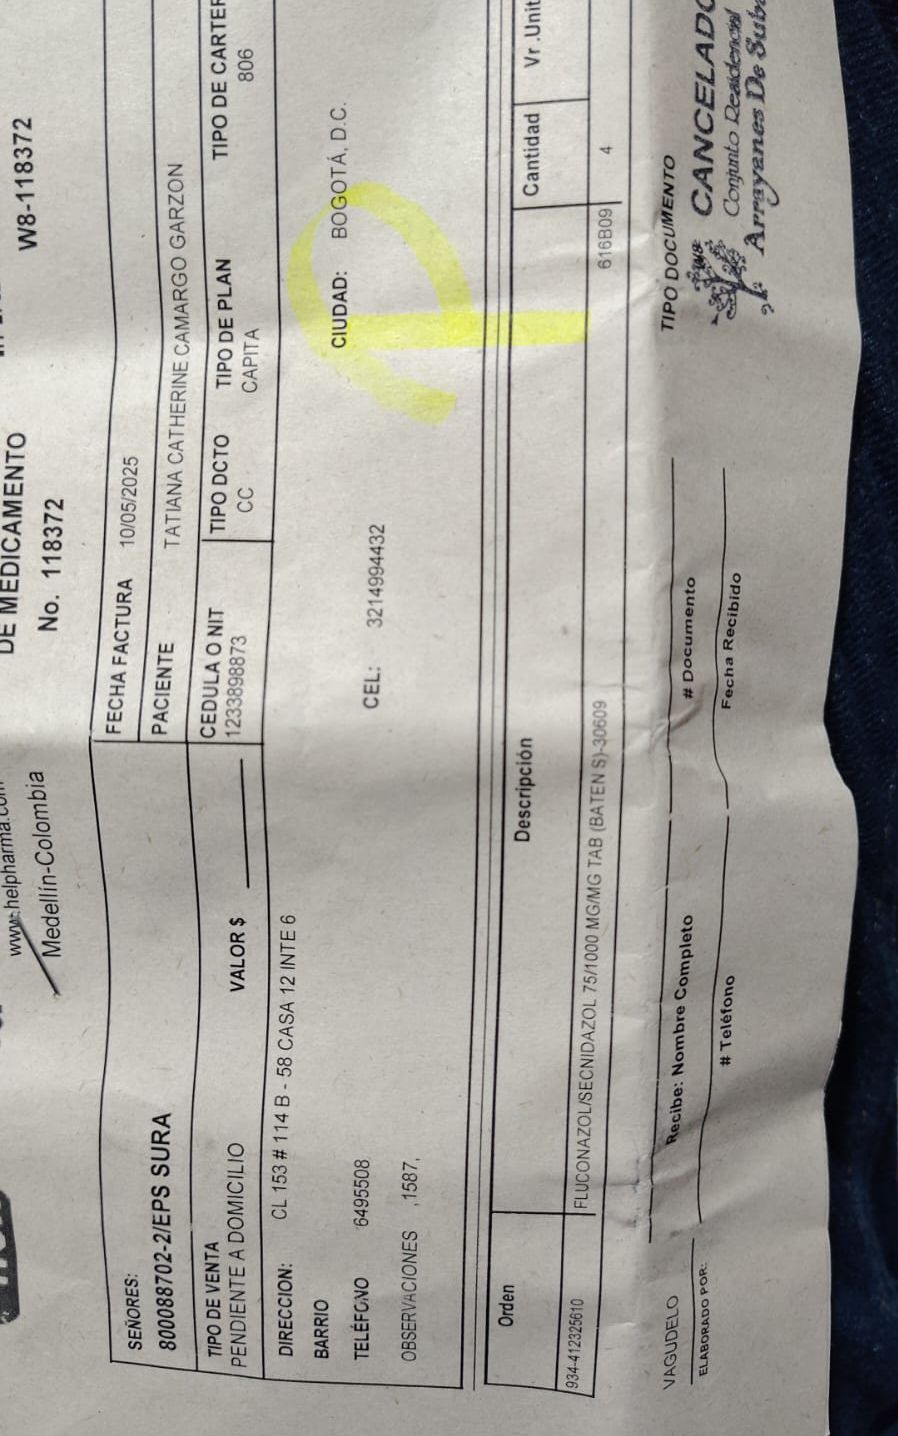 DE MEDICAMENTO
W8-118372
No. 118372
www.helpharma.com
Medellín-Colombia
SEÑORES:
800088702-2/EPS SURA
FECHA FACTURA 10/05/2025
PACIENTE TATIANA CATHERINE CAMARGO GARZON
TIPO DE VENTA
PENDIENTE A DOMICILIO
VALOR $
CEDULA O NIT
1233898873
TIPO DCTO
CC
TIPO DE PLAN
CAPITA
TIPO DE CARTER
806
DIRECCION: CL 153 # 114 B - 58 CASA 12 INTE 6
BARRIO
CIUDAD: BOGOTÁ, D.C.
TELÉFONO 6495508
CEL: 3214994432
OBSERVACIONES ,1587,
Orden Descripción Cantidad Vr .Unit
934-412325610 FLUCONAZOL/SECNIDAZOL 75/1000 MG/MG TAB (BATEN S)-30609 616B09 4
VAGUDELO
ELABORADO POR:
Recibe: Nombre Completo
# Documento
TIPO DOCUMENTO
# Teléfono
Fecha Recibido
CANCELADO
Conjunto Residencial
Arrayanes De Suba